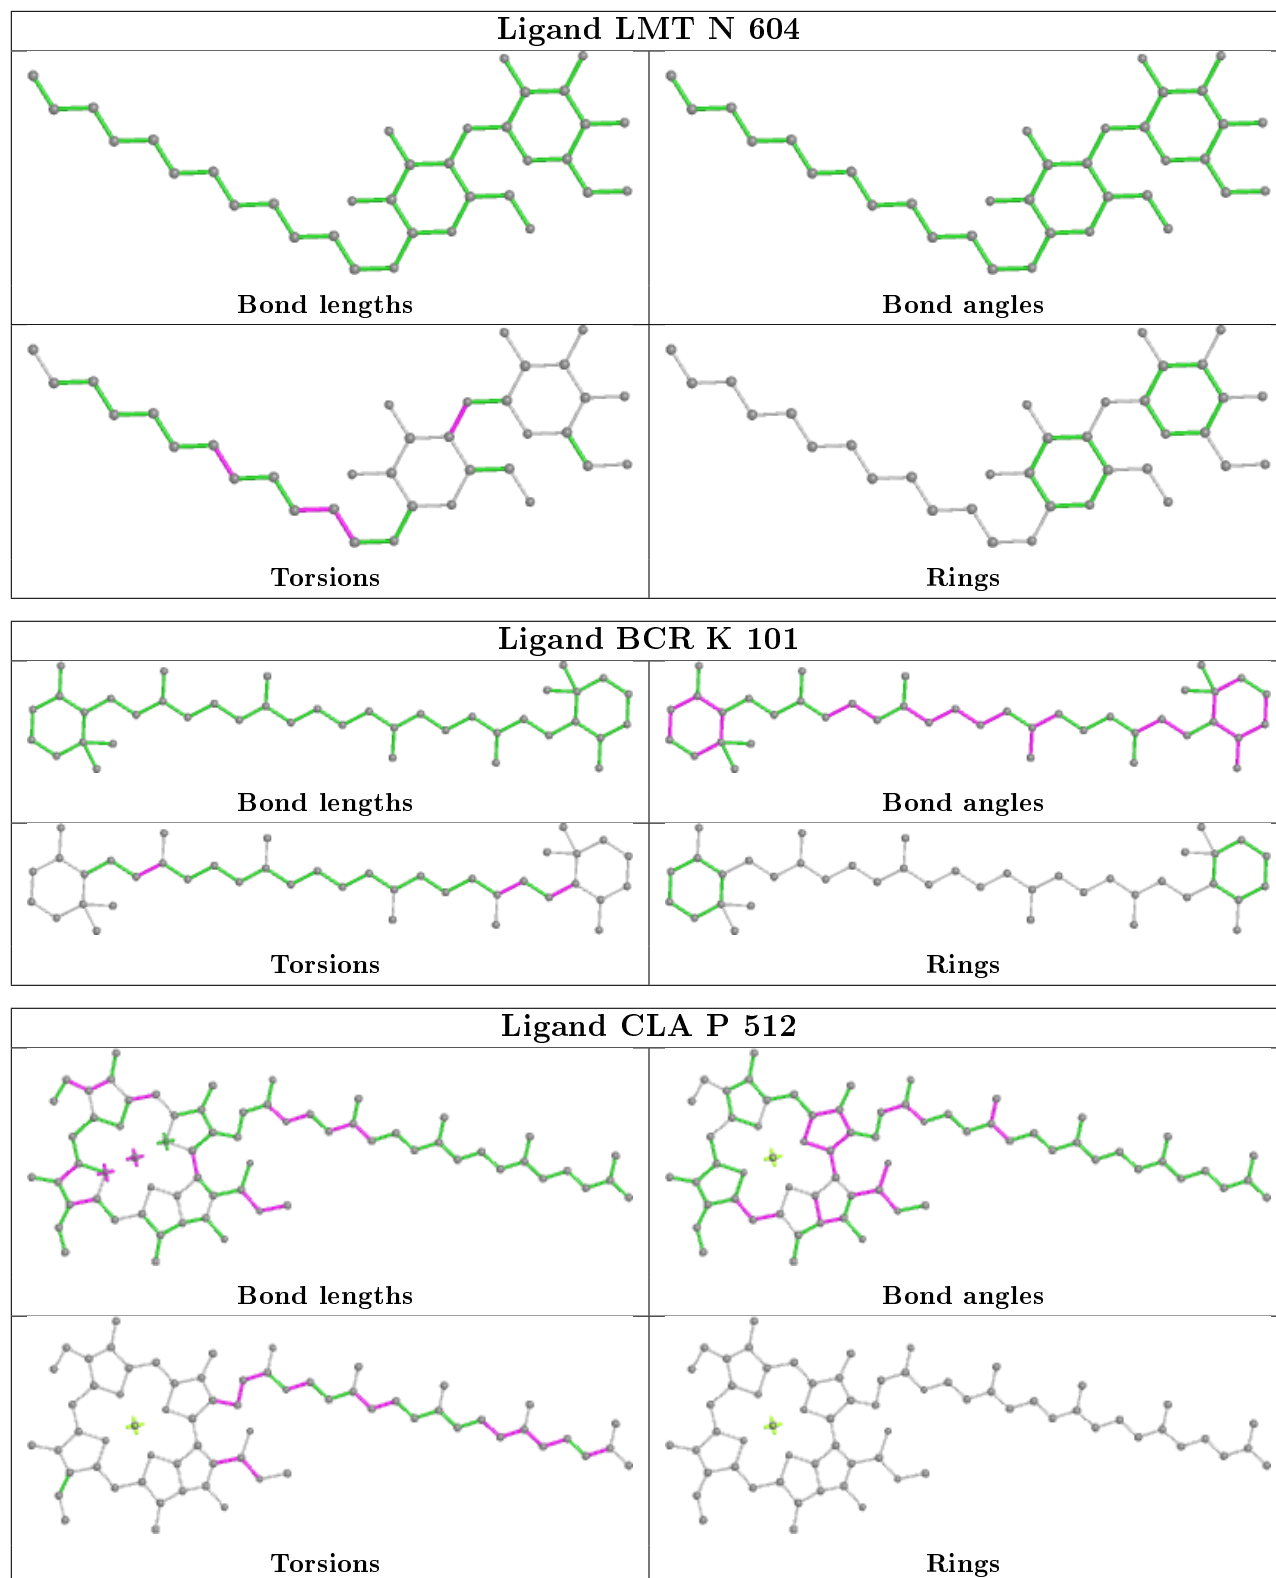 Ligand LMT N 604
Bond lengths
Bond angles
Torsions
Rings
Ligand BCR K 101
Bond lengths
Bond angles
Torsions
Rings
Ligand CLA P 512
Bond lengths
Bond angles
Torsions
Rings